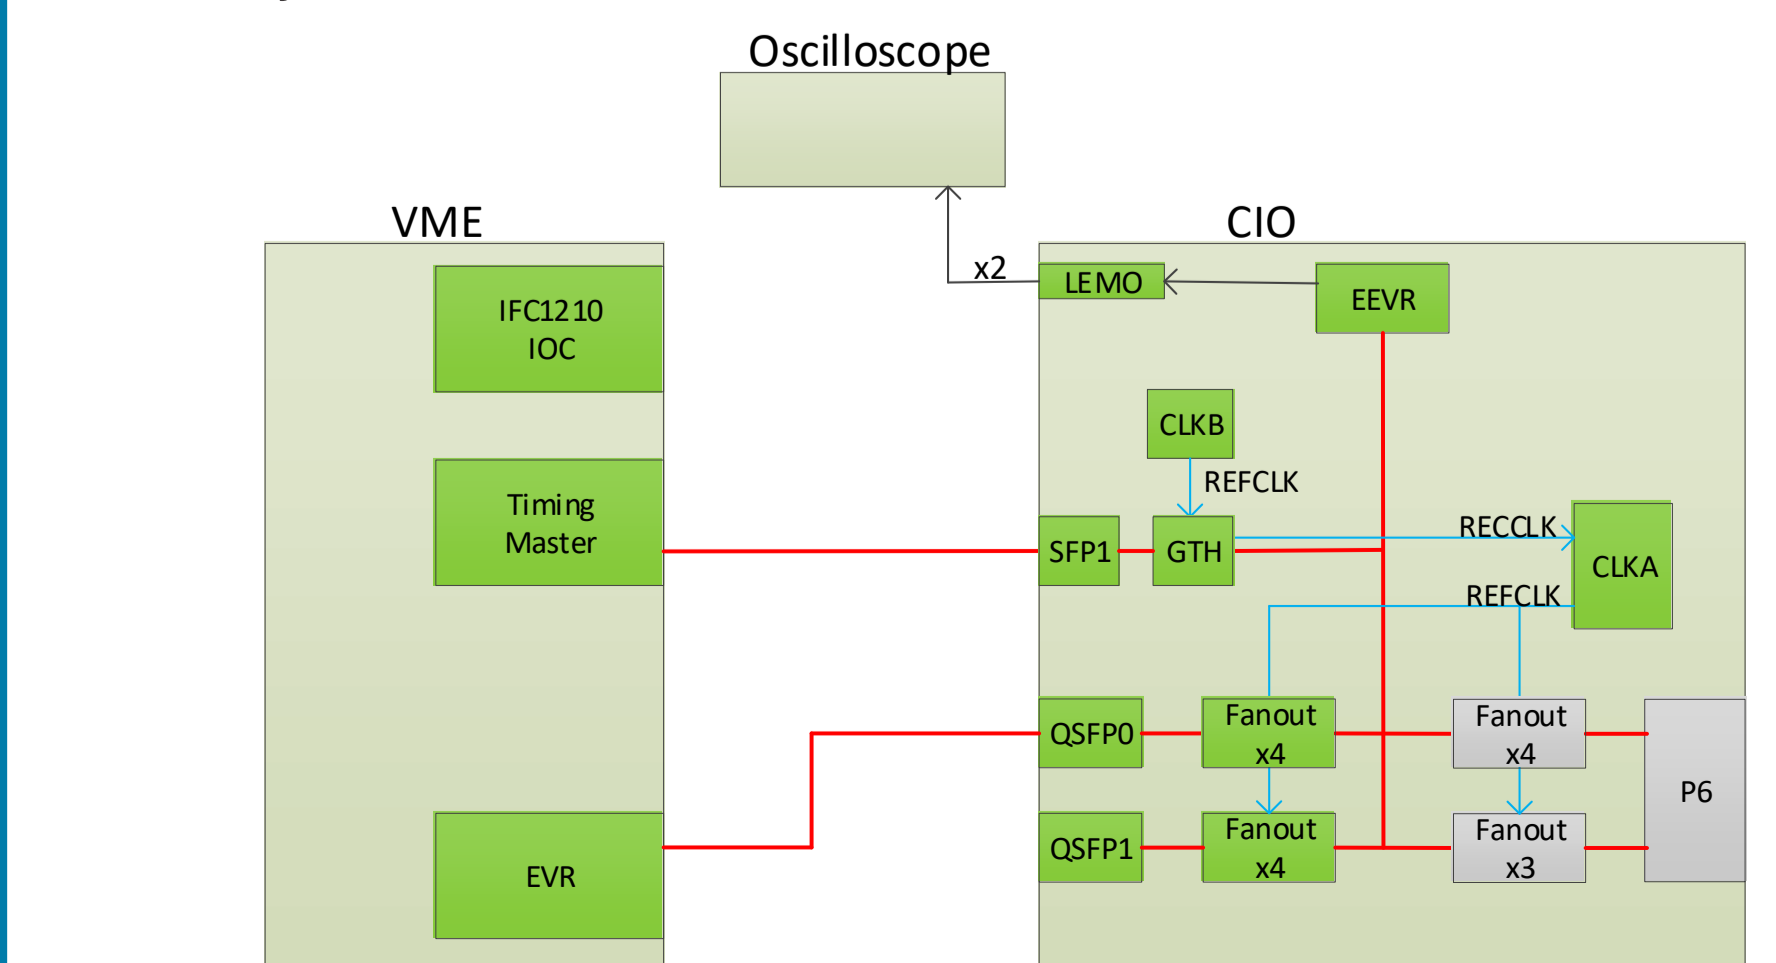 Oscilloscope
VME
CIO
x2
LEMO
EEVR
IFC1210
IOC
CLKB
REFCLK
Timing
Master
SFP1
GTH
RECCLK
CLKA
REFCLK
QSFP0
Fanout
x4
Fanout
x4
P6
EVR
QSFP1
Fanout
x4
Fanout
x3